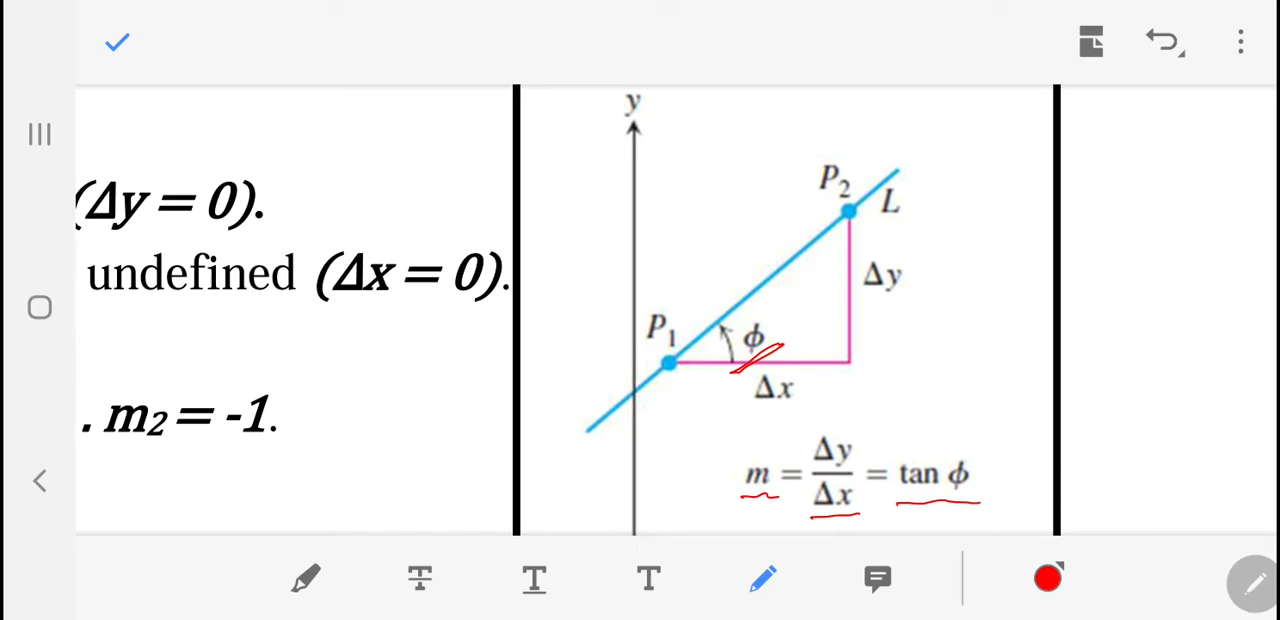 (Δy = 0).
undefined (Δx = 0).
. m₂ = -1.
y
P₂
L
Δy
P₁
ϕ
Δx
m = Δy/Δx = tan ϕ
T
T
T